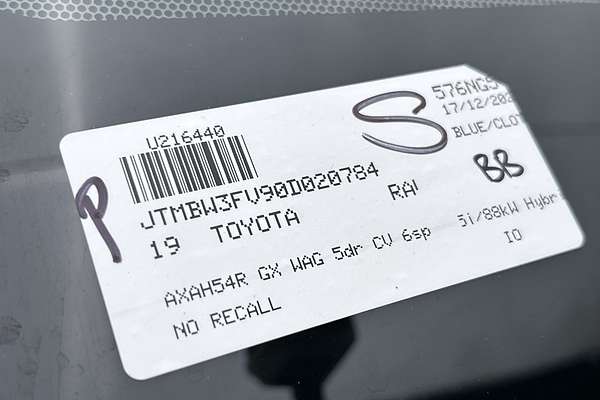 U216440
S
576NGS
17/12/202
JTMBW3FV90D020784
BLUE/CLO
P
19 TOYOTA
RAV
BB
AXAH54R GX WAG 5dr CV 6sp
5i/88kW Hybr
NO RECALL
IO